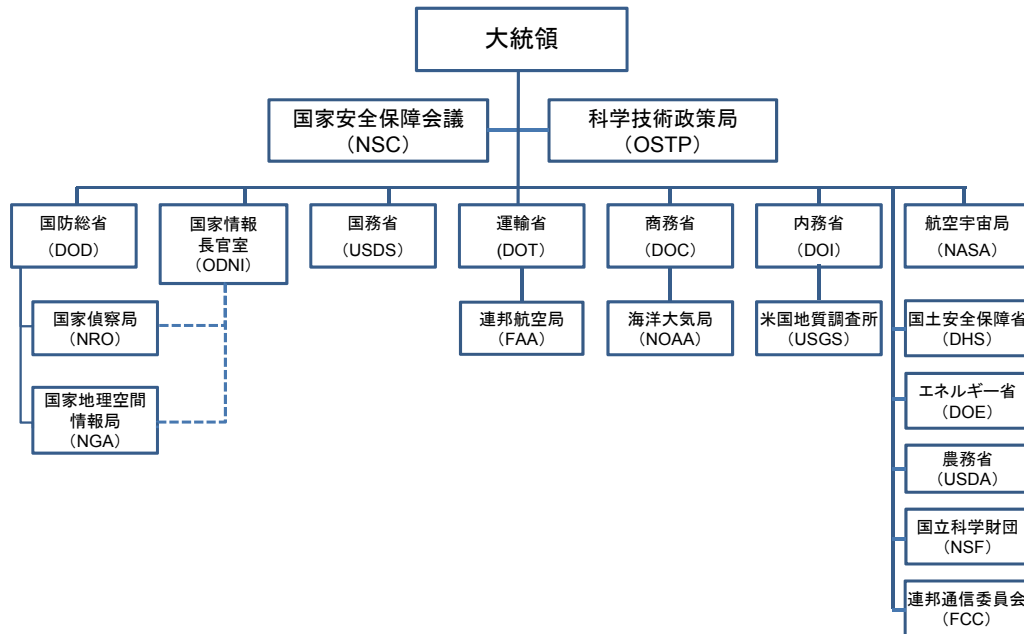 大統領
国家安全保障会議
（NSC）
科学技術政策局
（OSTP）
国防総省
（DOD）
国家情報
長官室
（ODNI）
国務省
（USDS）
運輸省
(DOT）
商務省
（DOC）
内務省
（DOI）
航空宇宙局
（NASA）
国家偵察局
（NRO）
連邦航空局
（FAA）
海洋大気局
（NOAA）
米国地質調査所
（USGS）
国土安全保障省
（DHS）
国家地理空間
情報局
（NGA）
エネルギー省
（DOE）
農務省
（USDA）
国立科学財団
（NSF）
連邦通信委員会
（FCC）